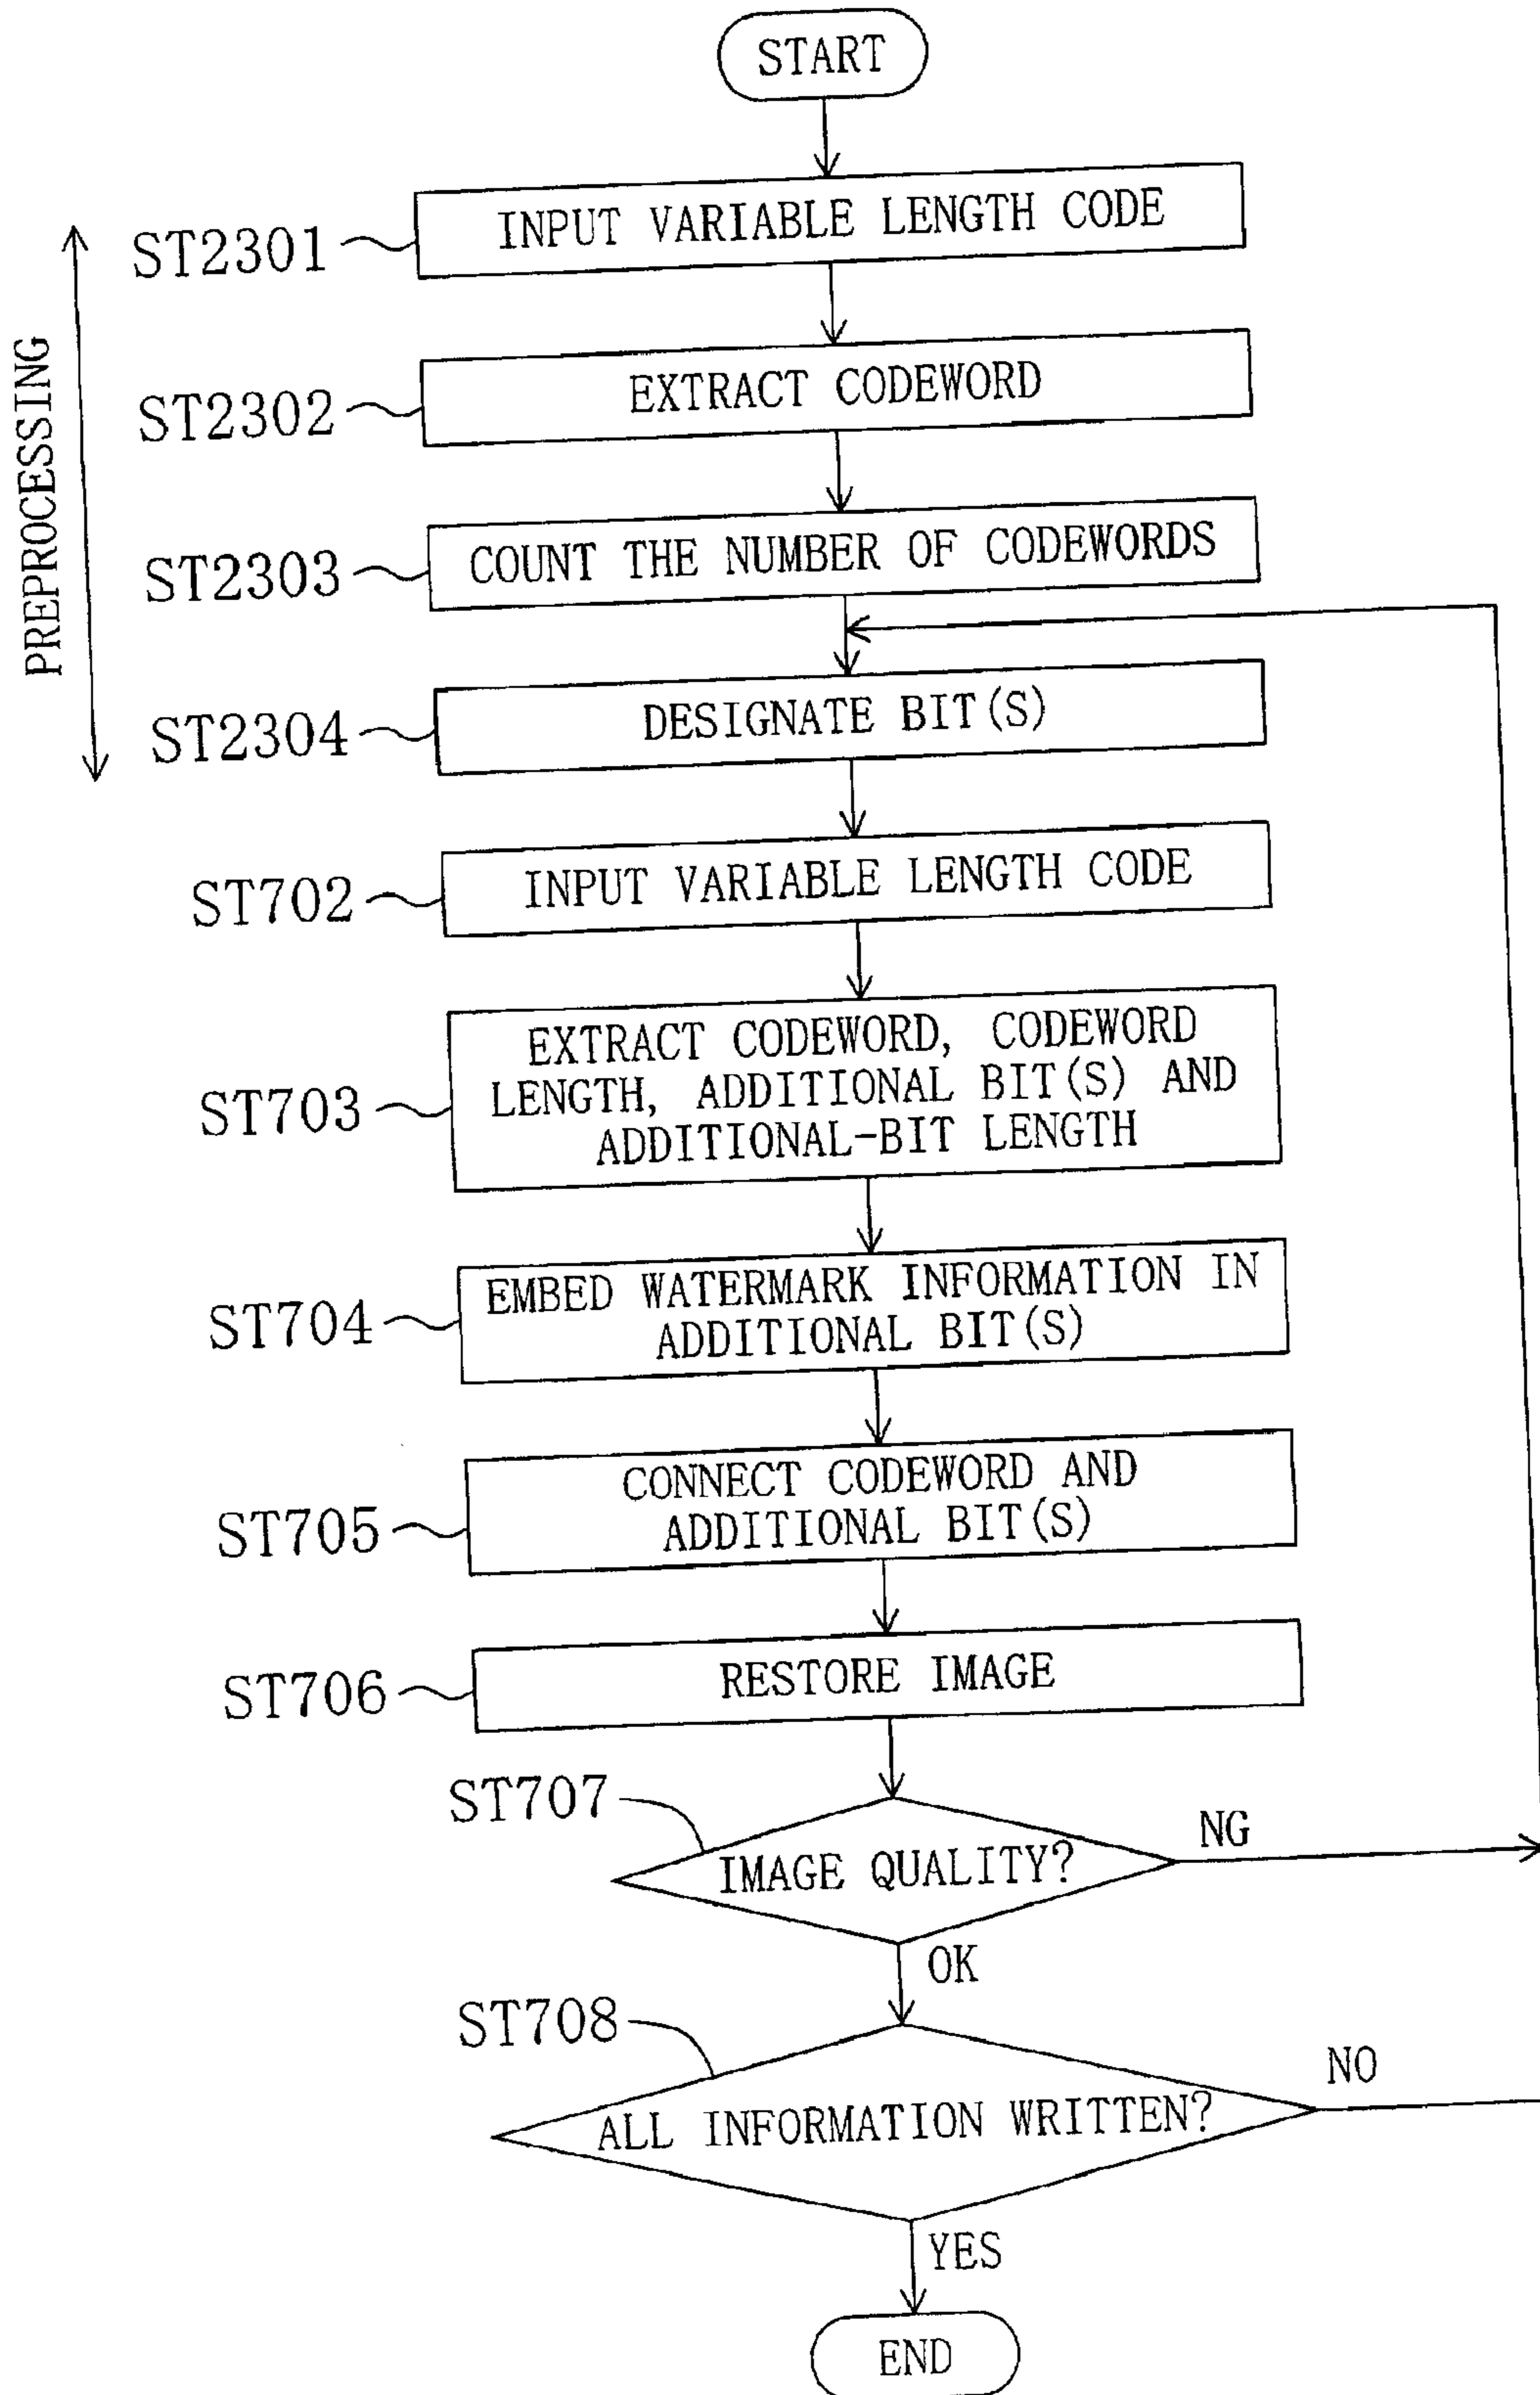 START
INPUT VARIABLE LENGTH CODE
ST2301
EXTRACT CODEWORD
ST2302
PREPROCESSING
COUNT THE NUMBER OF CODEWORDS
ST2303
DESIGNATE BIT(S)
ST2304
INPUT VARIABLE LENGTH CODE
ST702
EXTRACT CODEWORD, CODEWORD
LENGTH, ADDITIONAL BIT(S) AND
ADDITIONAL-BIT LENGTH
ST703
EMBED WATERMARK INFORMATION IN
ADDITIONAL BIT(S)
ST704
CONNECT CODEWORD AND
ADDITIONAL BIT(S)
ST705
RESTORE IMAGE
ST706
ST707
IMAGE QUALITY?
NG
OK
ST708
ALL INFORMATION WRITTEN?
NO
YES
END